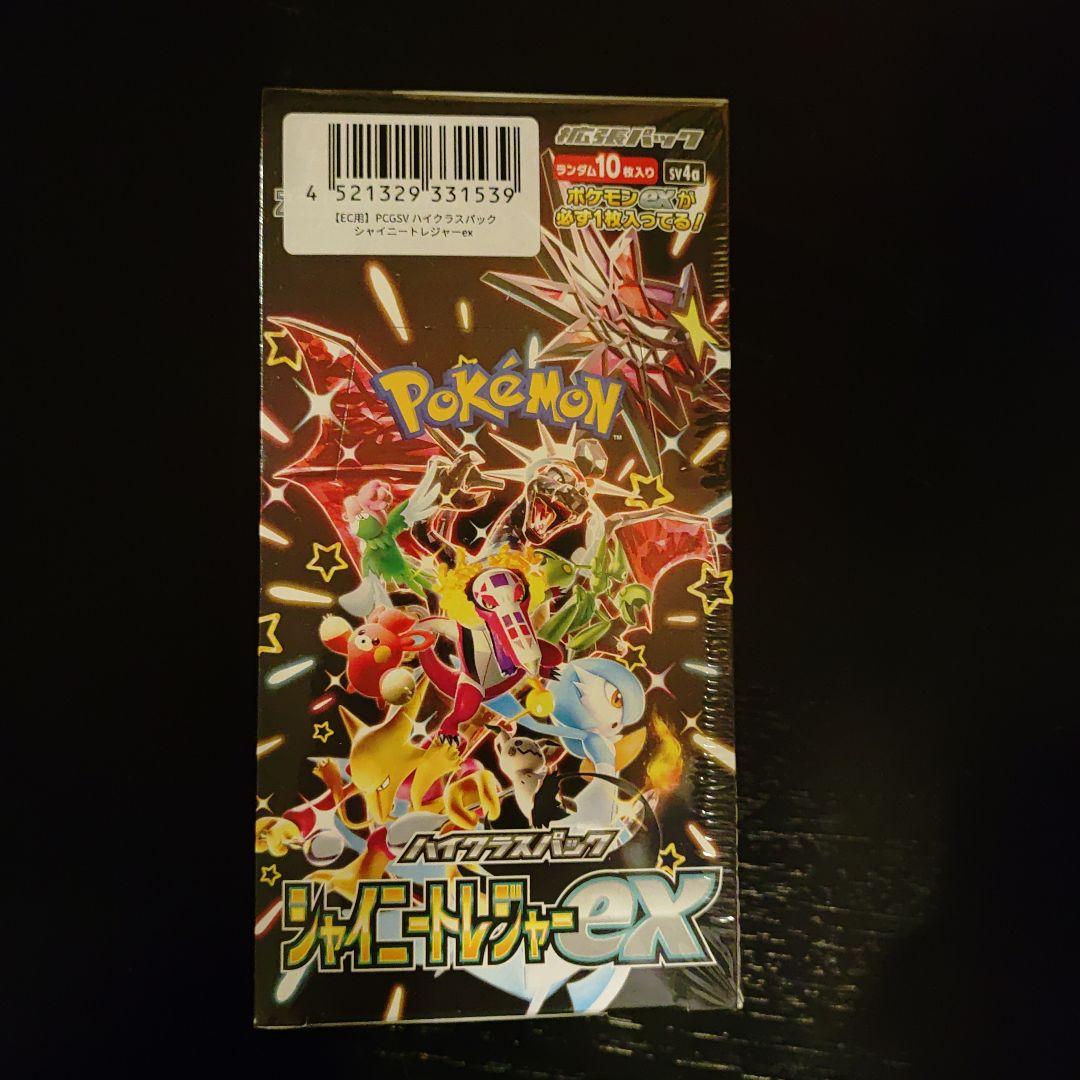 4 521329 331539
【EC用】PCGSV ハイクラスパック
シャイニートレジャーex
拡張パック
ランダム10枚入り sv4a
ポケモンexが
必ず1枚入ってる!
POKéMON
TM
ハイクラスパック
シャイニートレジャーex